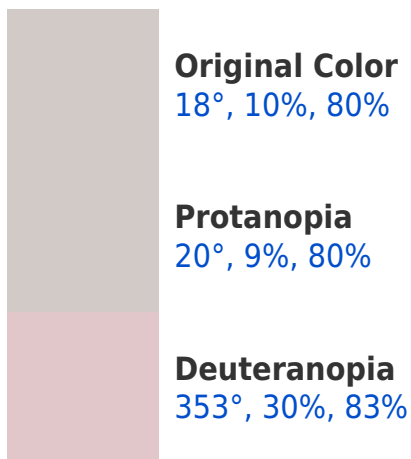 Original Color
18°, 10%, 80%
Protanopia
20°, 9%, 80%
Deuteranopia
353°, 30%, 83%